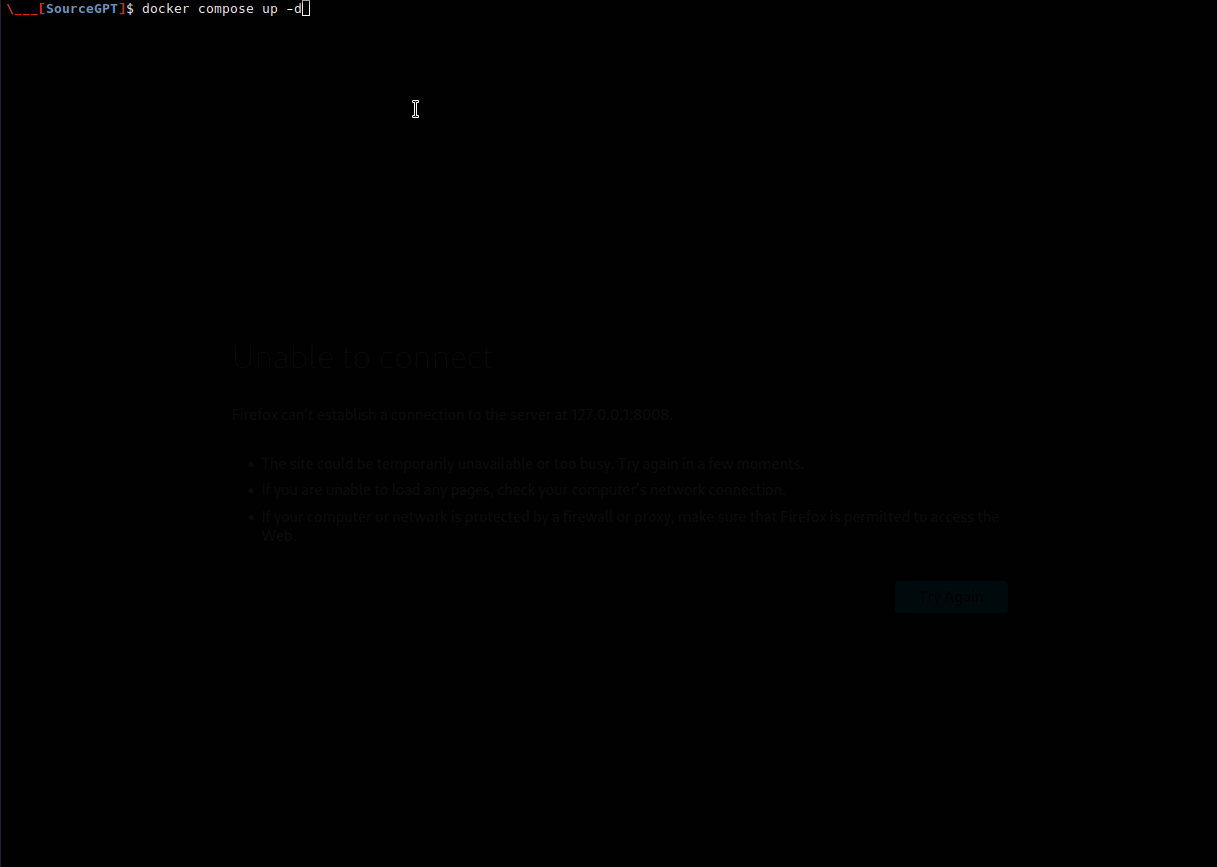 \___[SourceGPT]$ docker compose up -d
Unable to connect
Firefox can't establish a connection to the server at 127.0.0.1:8008.
• The site could be temporarily unavailable or too busy. Try again in a few moments.
• If you are unable to load any pages, check your computer's network connection.
• If your computer or network is protected by a firewall or proxy, make sure that Firefox is permitted to access the
Web.
Try Again